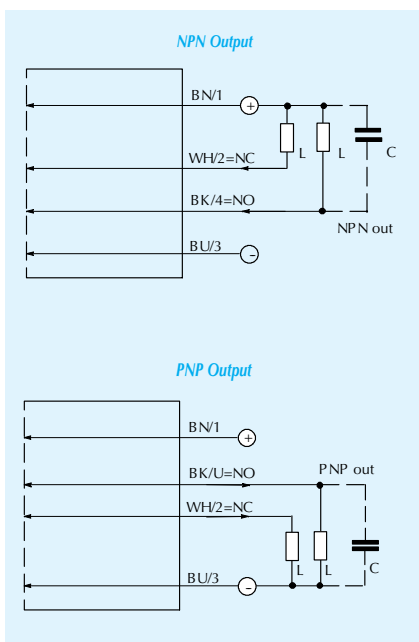 NPN Output
BN/1
+
WH/2=NC
L
L
C
BK/4=NO
NPN out
BU/3
-
PNP Output
BN/1
+
BK/U=NO
PNP out
WH/2=NC
L
L
C
BU/3
-